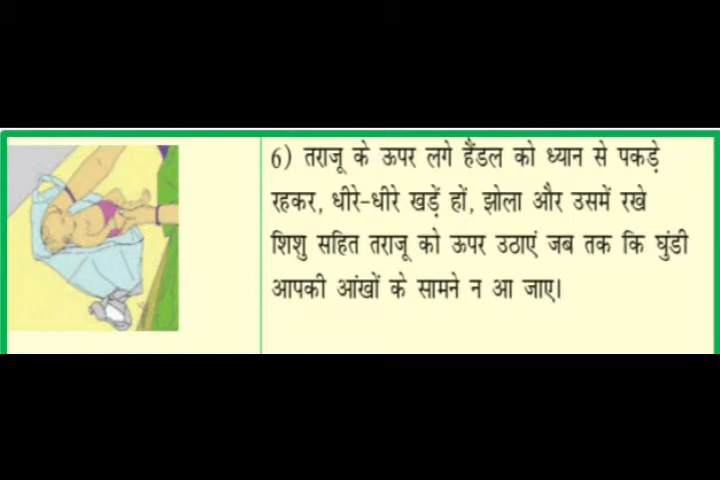 6) तराजू के ऊपर लगे हैंडल को ध्यान से पकड़े
रहकर, धीरे-धीरे खड़ें हों, झोला और उसमें रखे
शिशु सहित तराजू को ऊपर उठाएं जब तक कि घुंडी
आपकी आंखों के सामने न आ जाए।